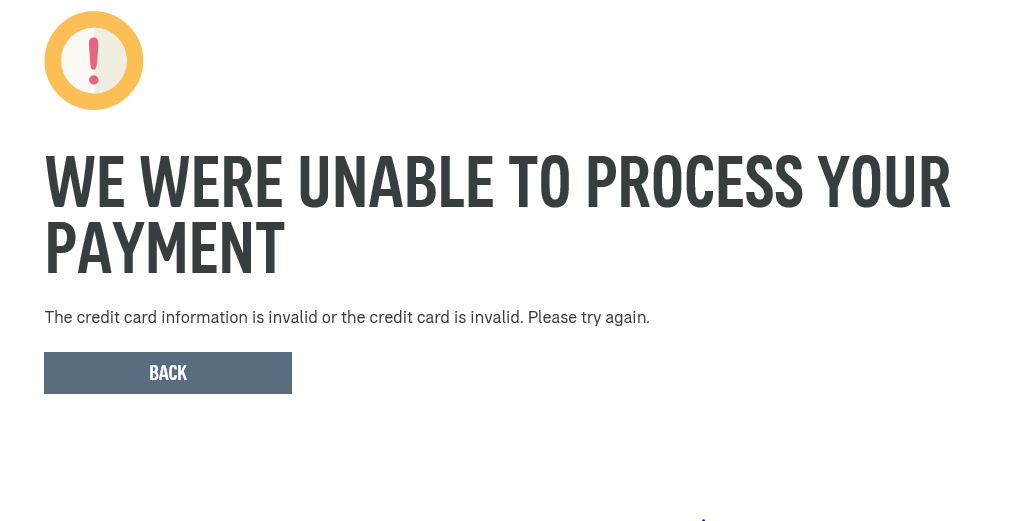 WE WERE UNABLE TO PROCESS YOUR
PAYMENT
The credit card information is invalid or the credit card is invalid. Please try again.
BACK